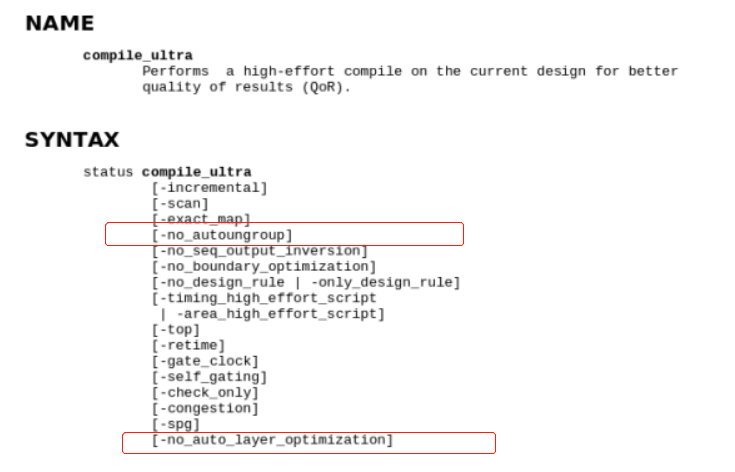 NAME
compile_ultra
Performs a high-effort compile on the current design for better
quality of results (QoR).
SYNTAX
status compile_ultra
[-incremental]
[-scan]
[-exact_map]
[-no_autoungroup]
[-no_seq_output_inversion]
[-no_boundary_optimization]
[-no_design_rule | -only_design_rule]
[-timing_high_effort_script
| -area_high_effort_script]
[-top]
[-retime]
[-gate_clock]
[-self_gating]
[-check_only]
[-congestion]
[-spg]
[-no_auto_layer_optimization]